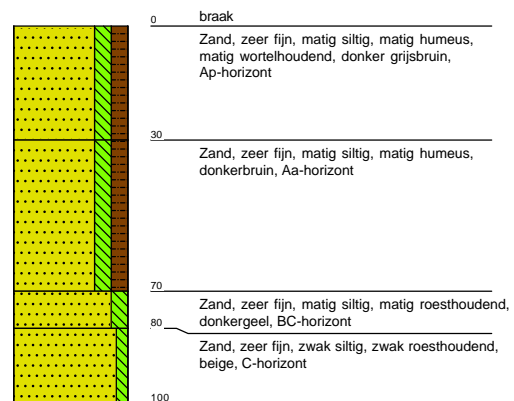 0 braak
Zand, zeer fijn, matig siltig, matig humeus,
matig wortelhoudend, donker grijsbruin,
Ap-horizont
30
Zand, zeer fijn, matig siltig, matig humeus,
donkerbruin, Aa-horizont
70
Zand, zeer fijn, matig siltig, matig roesthoudend,
donkergeel, BC-horizont
80
Zand, zeer fijn, zwak siltig, zwak roesthoudend,
beige, C-horizont
100